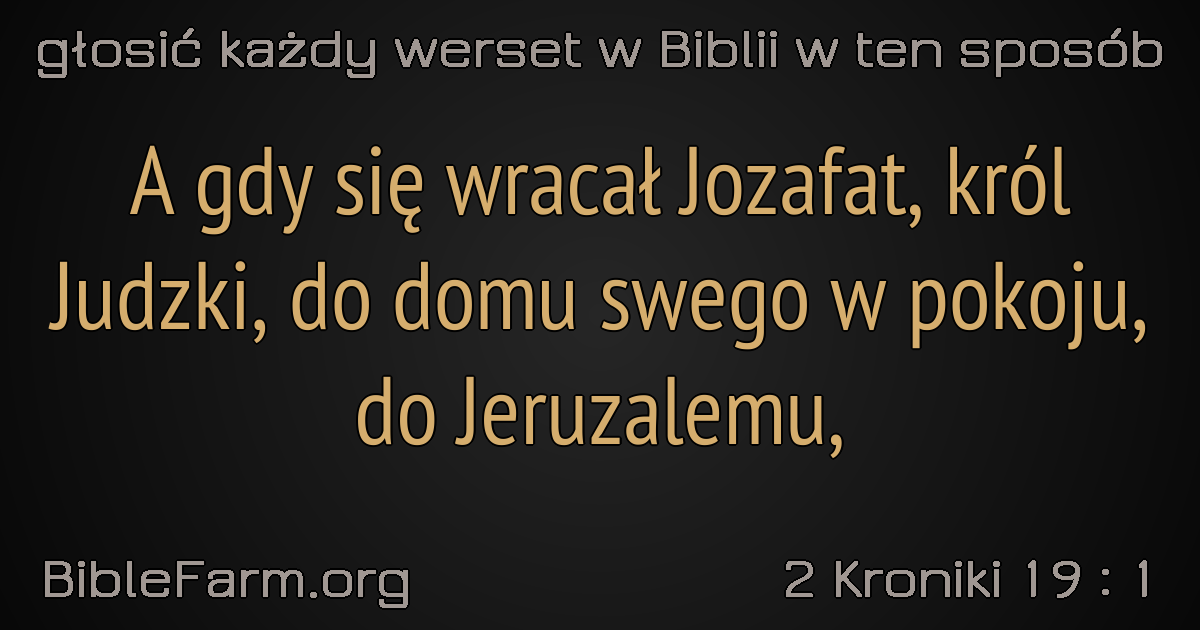 głosić każdy werset w Biblii w ten sposób
A gdy się wracał Jozafat, król
Judzki, do domu swego w pokoju,
do Jeruzalemu,
BibleFarm.org
2 Kroniki 19 : 1